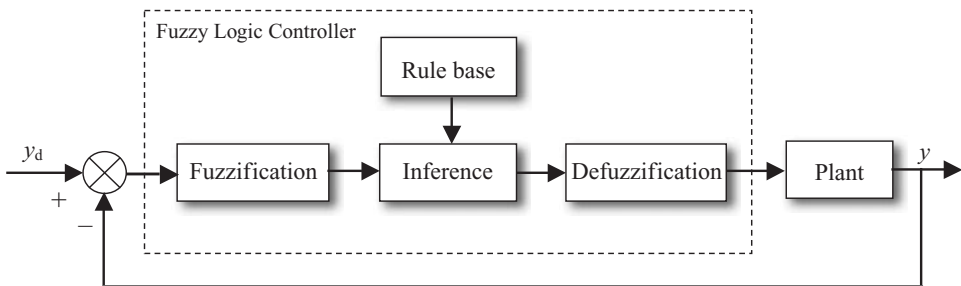 Fuzzy Logic Controller
Rule base
y_d
+
−
Fuzzification
Inference
Defuzzification
Plant
y